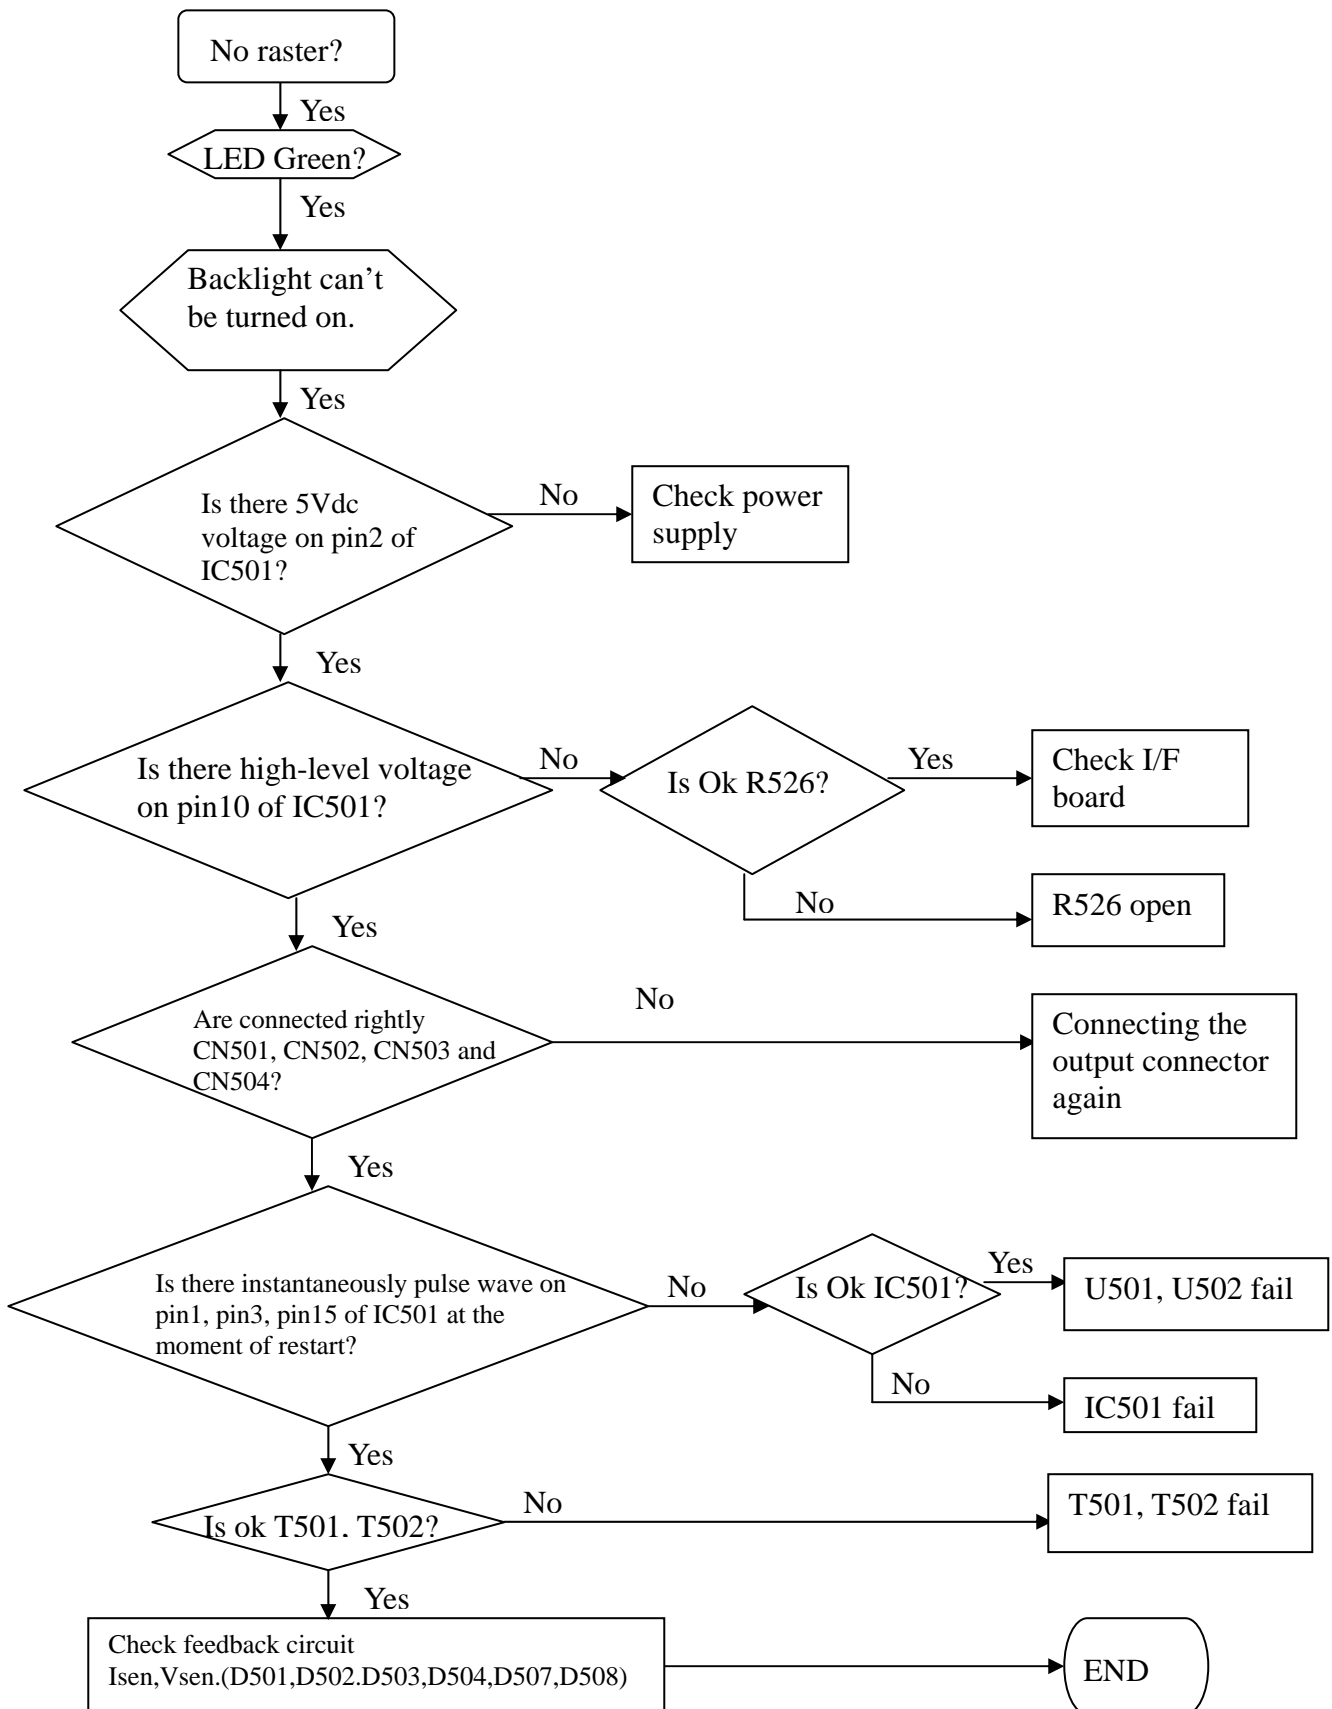 No raster?
Yes
LED Green?
Yes
Backlight can’t
be turned on.
Yes
Is there 5Vdc
voltage on pin2 of
IC501?
No
Check power
supply
Yes
Is there high-level voltage
on pin10 of IC501?
No
Is Ok R526?
Yes
Check I/F
board
No
R526 open
Yes
Are connected rightly
CN501, CN502, CN503 and
CN504?
No
Connecting the
output connector
again
Yes
Is there instantaneously pulse wave on
pin1, pin3, pin15 of IC501 at the
moment of restart?
No
Is Ok IC501?
Yes
U501, U502 fail
No
IC501 fail
Yes
Is ok T501. T502?
No
T501, T502 fail
Yes
Check feedback circuit
Isen,Vsen.(D501,D502.D503,D504,D507,D508)
END